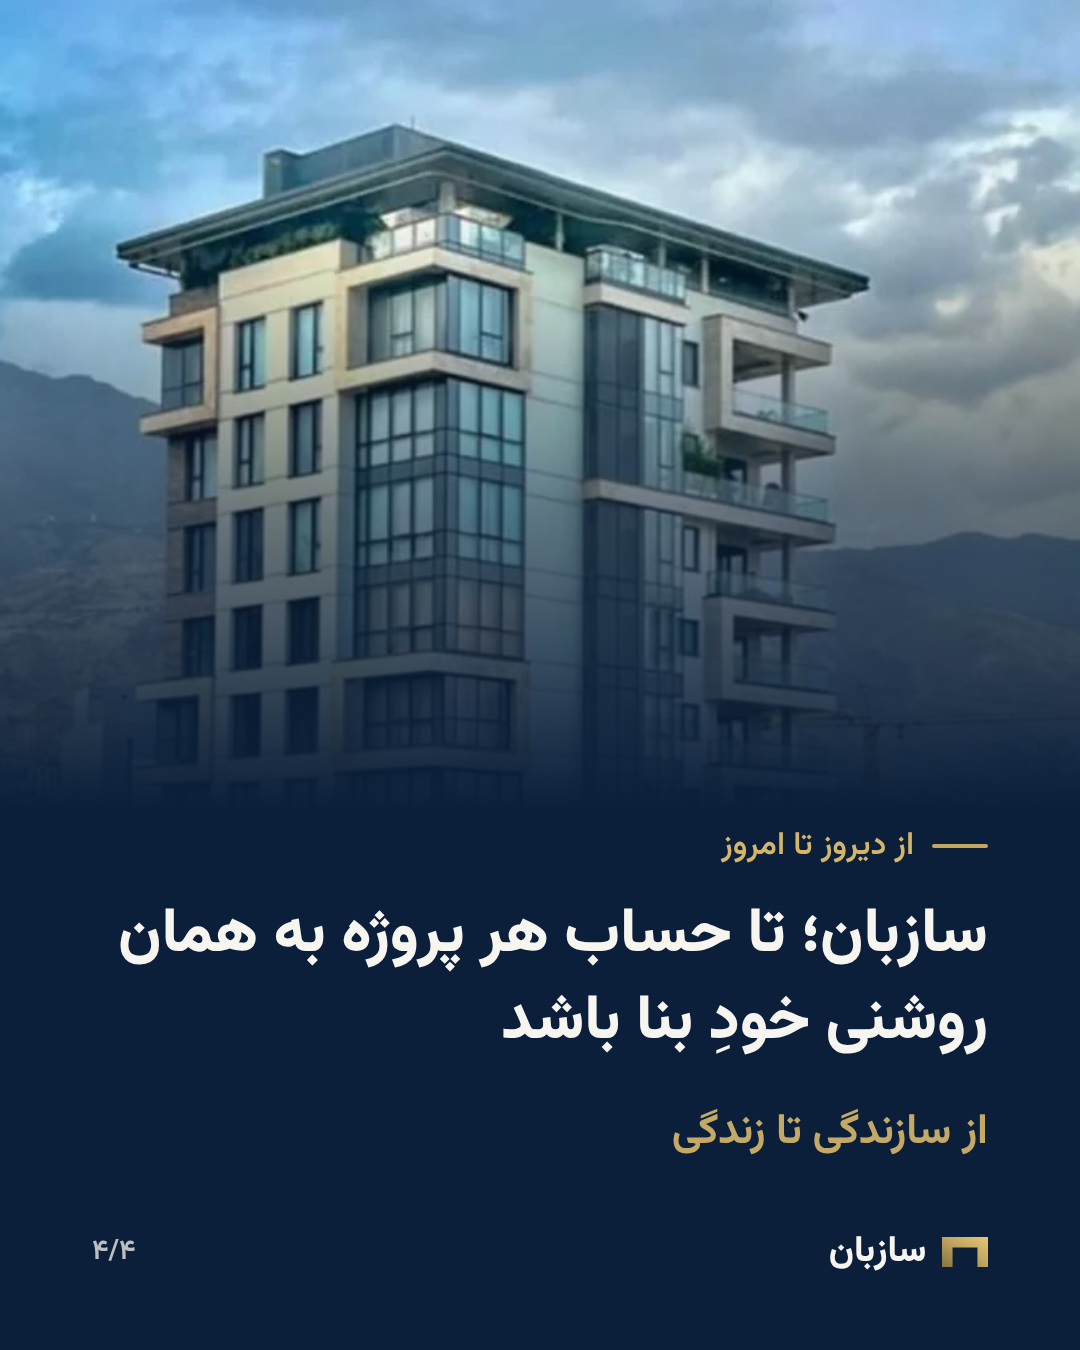 از دیروز تا امروز
سازبان؛ تا حساب هر پروژه به همان
روشنی خودِ بنا باشد
از سازندگی تا زندگی
سازبان
۴/۴